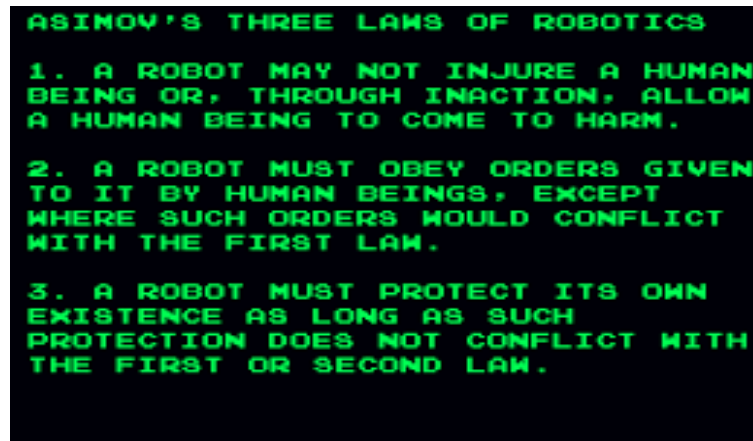 ASIMOV'S THREE LAWS OF ROBOTICS
1. A ROBOT MAY NOT INJURE A HUMAN
BEING OR, THROUGH INACTION, ALLOW
A HUMAN BEING TO COME TO HARM.
2. A ROBOT MUST OBEY ORDERS GIVEN
TO IT BY HUMAN BEINGS, EXCEPT
WHERE SUCH ORDERS WOULD CONFLICT
WITH THE FIRST LAW.
3. A ROBOT MUST PROTECT ITS OWN
EXISTENCE AS LONG AS SUCH
PROTECTION DOES NOT CONFLICT WITH
THE FIRST OR SECOND LAW.